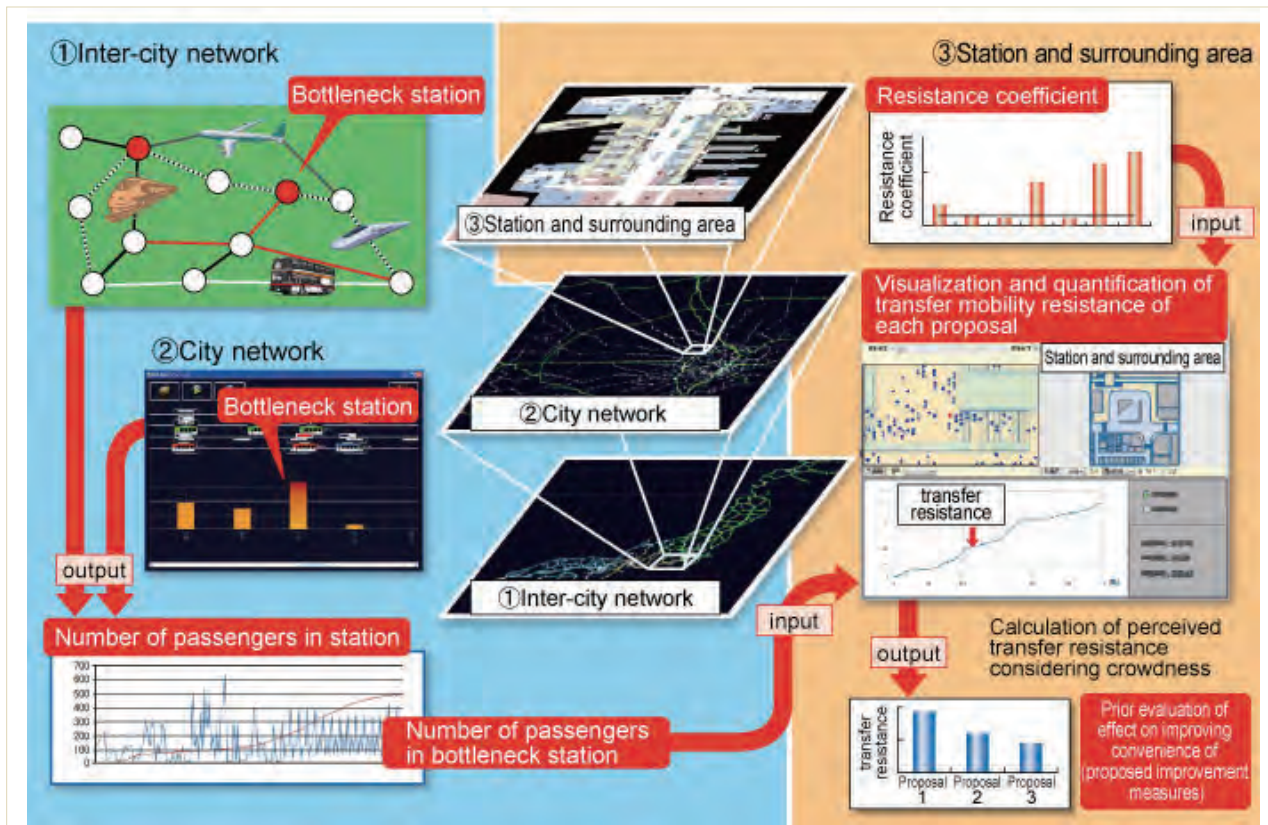 ①Inter-city network
Bottleneck station
②City network
Bottleneck station
output
Number of passengers in station
700
600
500
400
300
200
100
0
Number of passengers
in bottleneck station
③Station and surrounding area
②City network
①Inter-city network
input
③Station and surrounding area
Resistance coefficient
Resistance
coefficient
input
Visualization and quantification of
transfer mobility resistance of
each proposal
Station and surrounding area
transfer
resistance
output
Calculation of perceived
transfer resistance
considering crowdness
transfer
resistance
Proposal
1
Proposal
2
Proposal
3
Prior evaluation of
effect on improving
convenience of
(proposed improvement
measures)